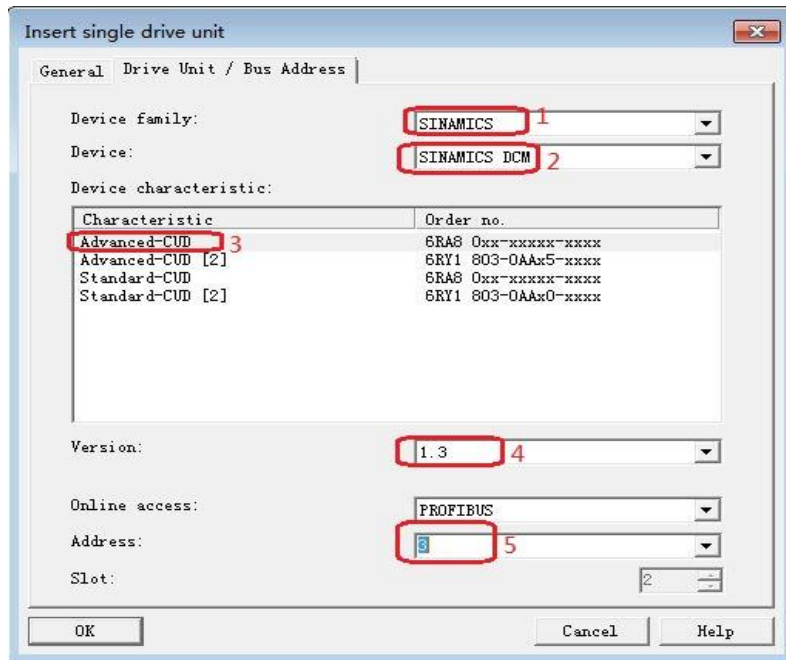 Insert single drive unit
General Drive Unit / Bus Address
Device family: SINAMICS 1
Device: SINAMICS DCM 2
Device characteristic:
Characteristic Order no.
Advanced-CUD 3 6RA8 0xx-xxxxx-xxxx
Advanced-CUD [2] 6RY1 803-0AAx5-xxxx
Standard-CUD 6RA8 0xx-xxxxx-xxxx
Standard-CUD [2] 6RY1 803-0AAx0-xxxx
Version: 1.3 4
Online access: PROFIBUS
Address: 3 5
Slot: 2
OK Cancel Help